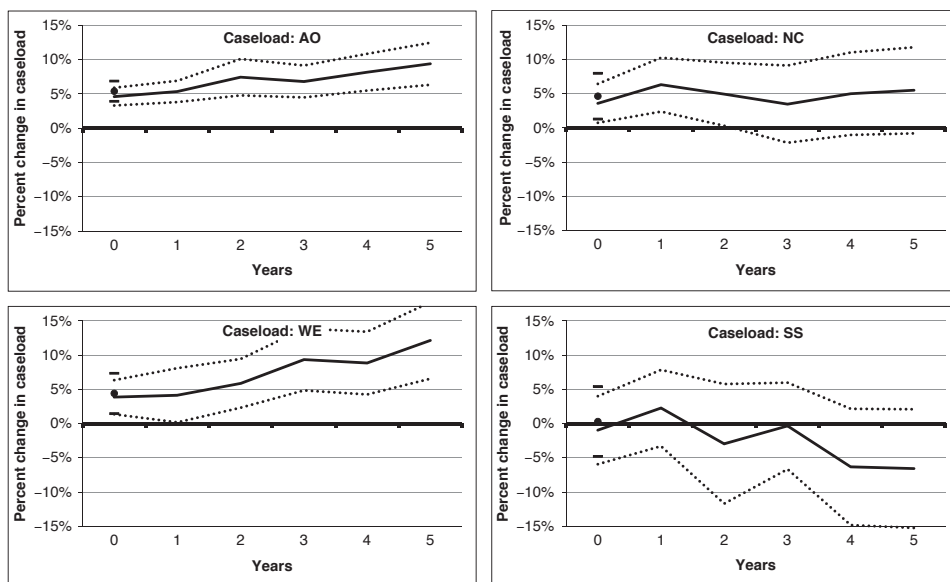 Caseload: AO
Percent change in caseload
15%
10%
5%
0%
−5%
−10%
−15%
0 1 2 3 4 5
Years
Caseload: NC
Percent change in caseload
15%
10%
5%
0%
−5%
−10%
−15%
0 1 2 3 4 5
Years
Caseload: WE
Percent change in caseload
15%
10%
5%
0%
−5%
−10%
−15%
0 1 2 3 4 5
Years
Caseload: SS
Percent change in caseload
15%
10%
5%
0%
−5%
−10%
−15%
0 1 2 3 4 5
Years